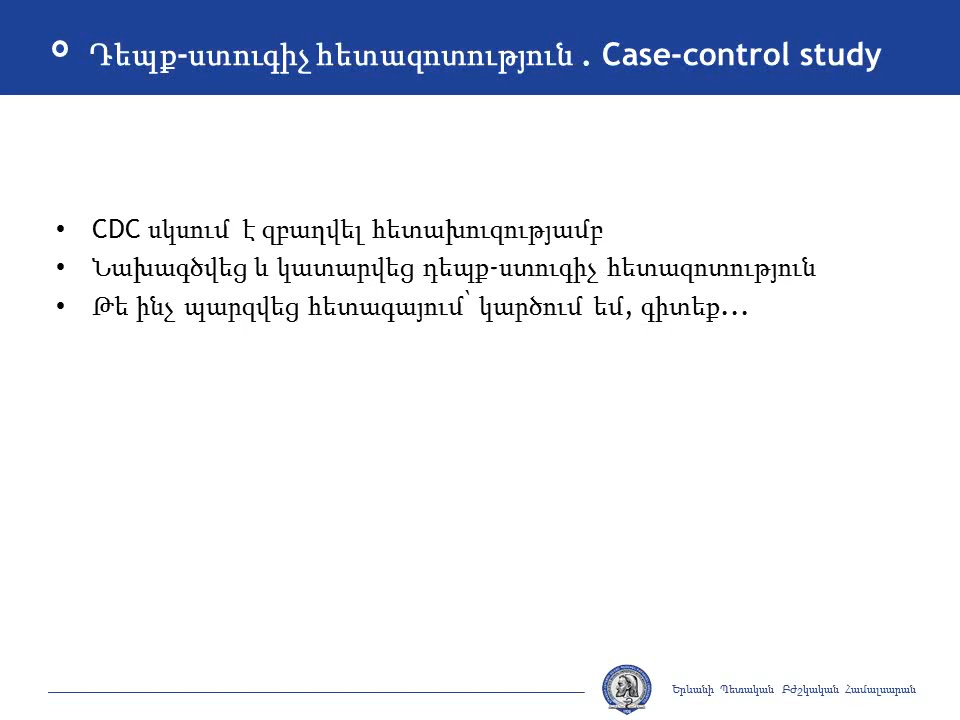 ° Դեպք-ստուգիչ հետազոտություն . Case-control study
• CDC սկսում է զբաղվել հետախուզությամբ
• Նախագծվեց և կատարվեց դեպք-ստուգիչ հետազոտություն
• Թե ինչ պարզվեց հետագայում՝ կարծում եմ, գիտեք...
Երևանի Պետական Բժշկական Համալսարան